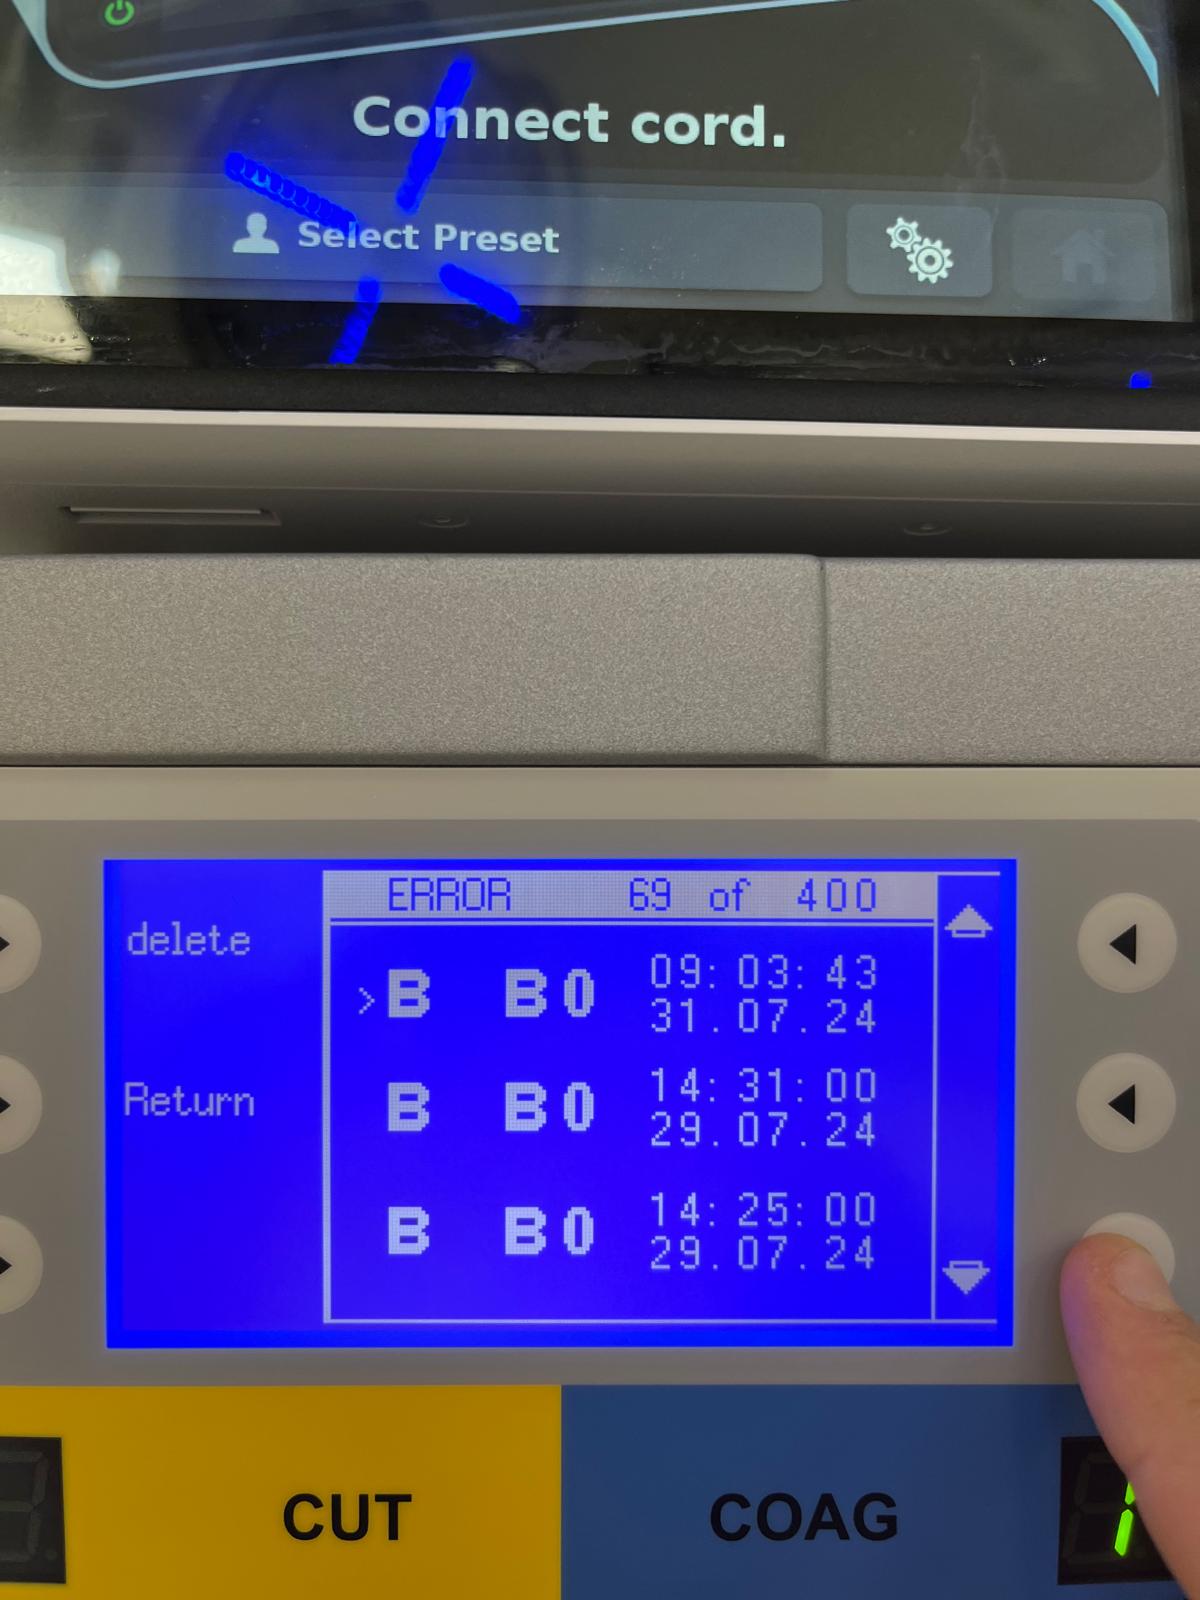 Connect cord.
Select Preset
ERROR 69 of 400
delete
>B B0 09:03:43
31.07.24
Return
B B0 14:31:00
29.07.24
B B0 14:25:00
29.07.24
CUT COAG